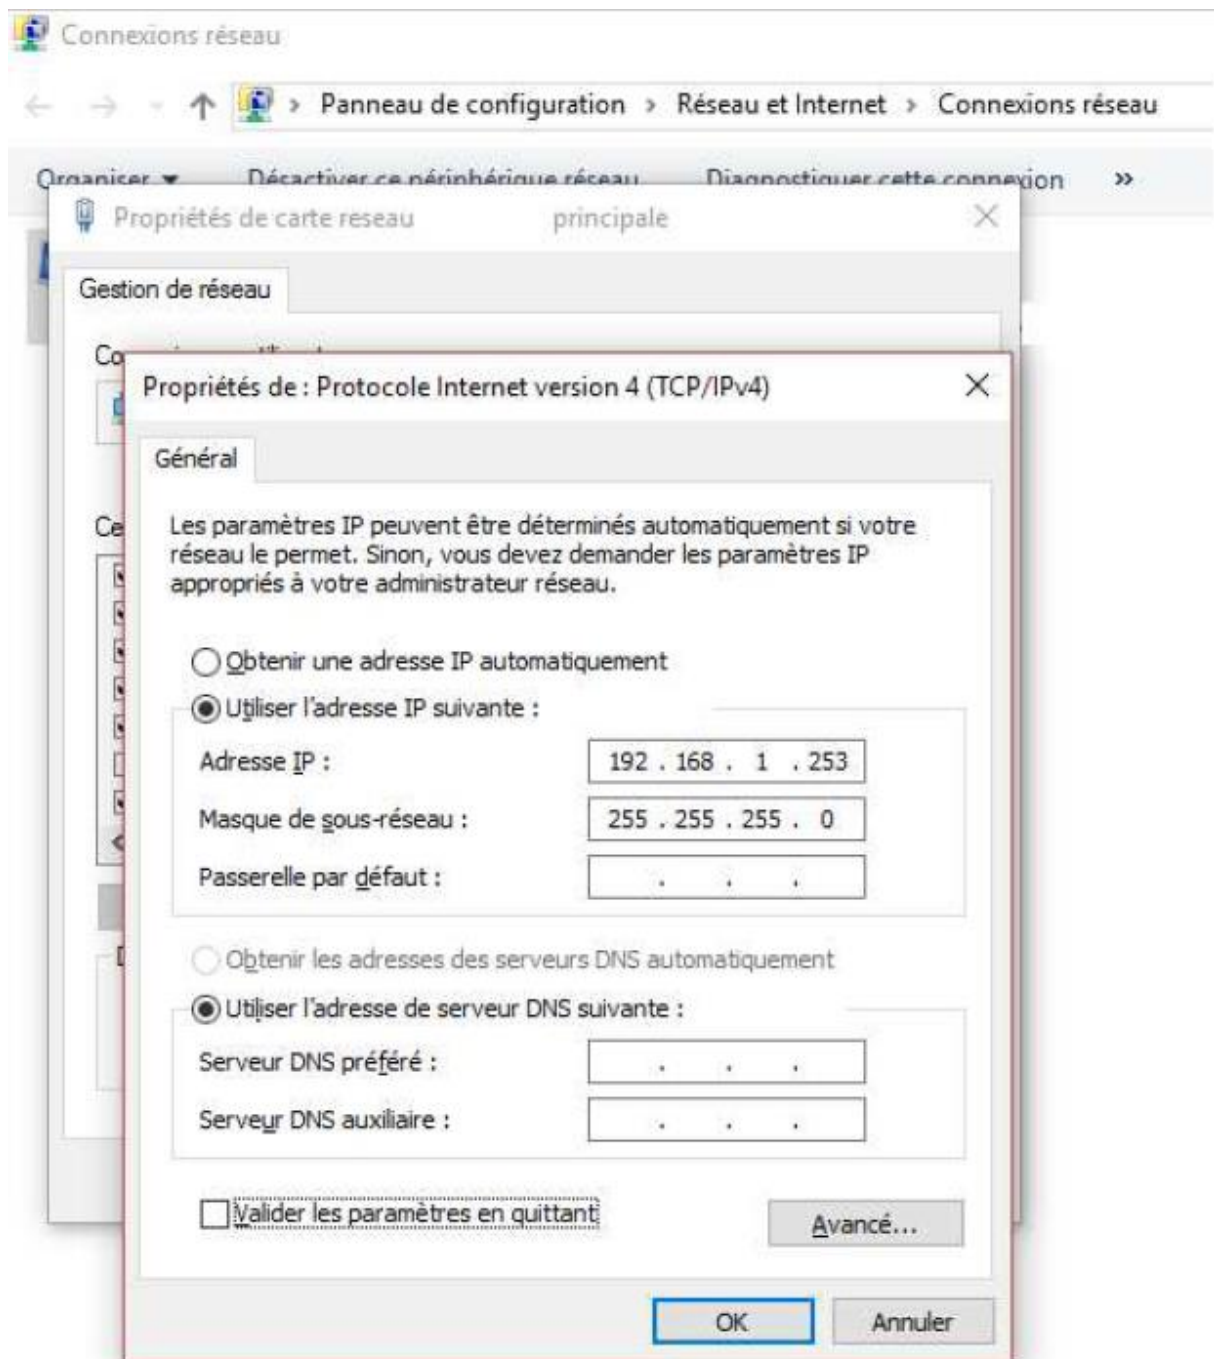 Connexions réseau
Panneau de configuration > Réseau et Internet > Connexions réseau
Organiser Désactiver ce périphérique réseau Diagnostiquer cette connexion »
Propriétés de carte reseau principale
Gestion de réseau
Propriétés de : Protocole Internet version 4 (TCP/IPv4)
Général
Les paramètres IP peuvent être déterminés automatiquement si votre
réseau le permet. Sinon, vous devez demander les paramètres IP
appropriés à votre administrateur réseau.
Obtenir une adresse IP automatiquement
Utiliser l'adresse IP suivante :
Adresse IP : 192 . 168 . 1 . 253
Masque de sous-réseau : 255 . 255 . 255 . 0
Passerelle par défaut : . . .
Obtenir les adresses des serveurs DNS automatiquement
Utiliser l'adresse de serveur DNS suivante :
Serveur DNS préféré : . . .
Serveur DNS auxiliaire : . . .
Valider les paramètres en quittant
Avancé...
OK Annuler